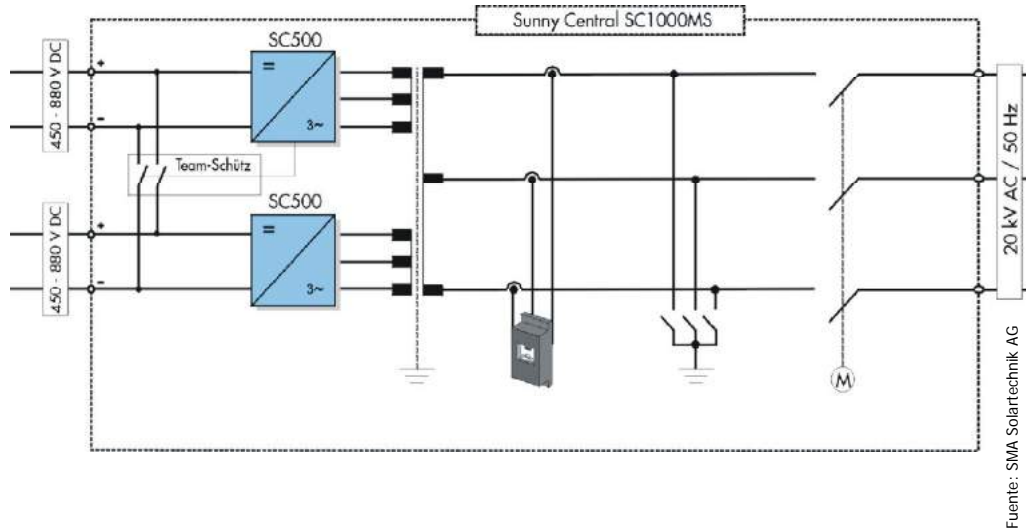 Sunny Central SC1000MS
SC500
450 - 880 V DC
+
-
=
3~
Team-Schütz
SC500
450 - 880 V DC
+
-
=
3~
20 kV AC / 50 Hz
M
Fuente: SMA Solartechnik AG